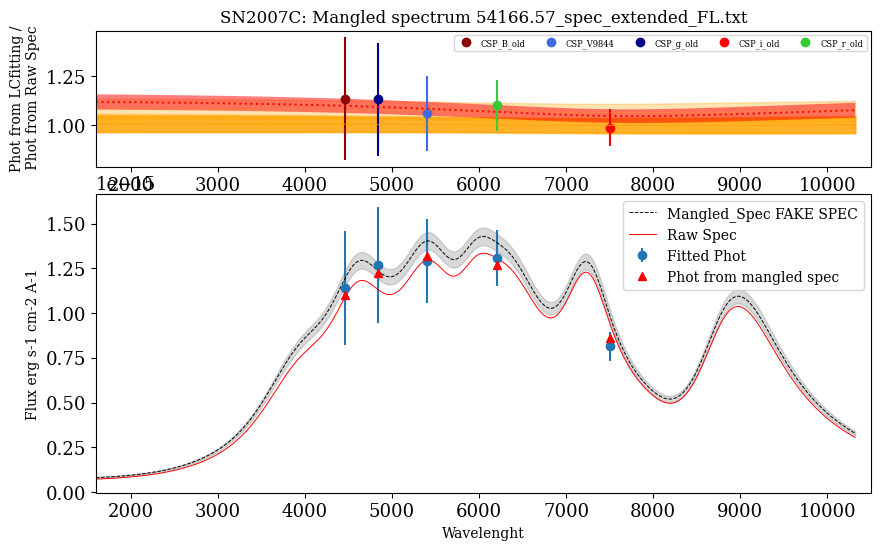 SN2007C: Mangled spectrum 54166.57_spec_extended_FL.txt
Phot from LCfitting /
Phot from Raw Spec
CSP_B_old CSP_V9844 CSP_g_old CSP_i_old CSP_r_old
1.25
1.00
2000 3000 4000 5000 6000 7000 8000 9000 10000
1e−15
Flux erg s-1 cm-2 A-1
Mangled_Spec FAKE SPEC
Raw Spec
Fitted Phot
Phot from mangled spec
1.50
1.25
1.00
0.75
0.50
0.25
0.00
2000 3000 4000 5000 6000 7000 8000 9000 10000
Wavelenght